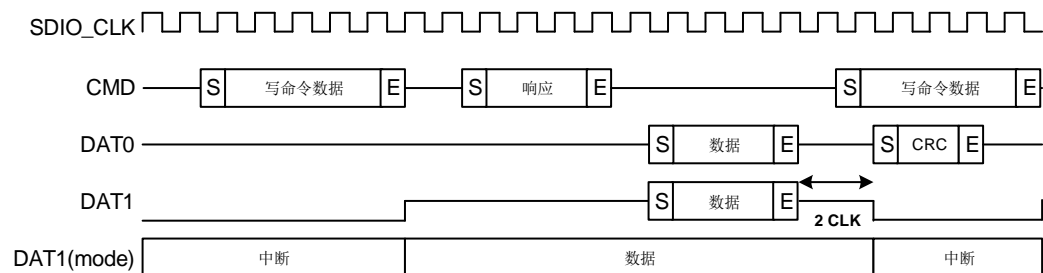 SDIO_CLK
CMD S 写命令数据 E S 响应 E S 写命令数据 E
DAT0 S 数据 E S CRC E
DAT1 S 数据 E
2 CLK
DAT1(mode) 中断 数据 中断